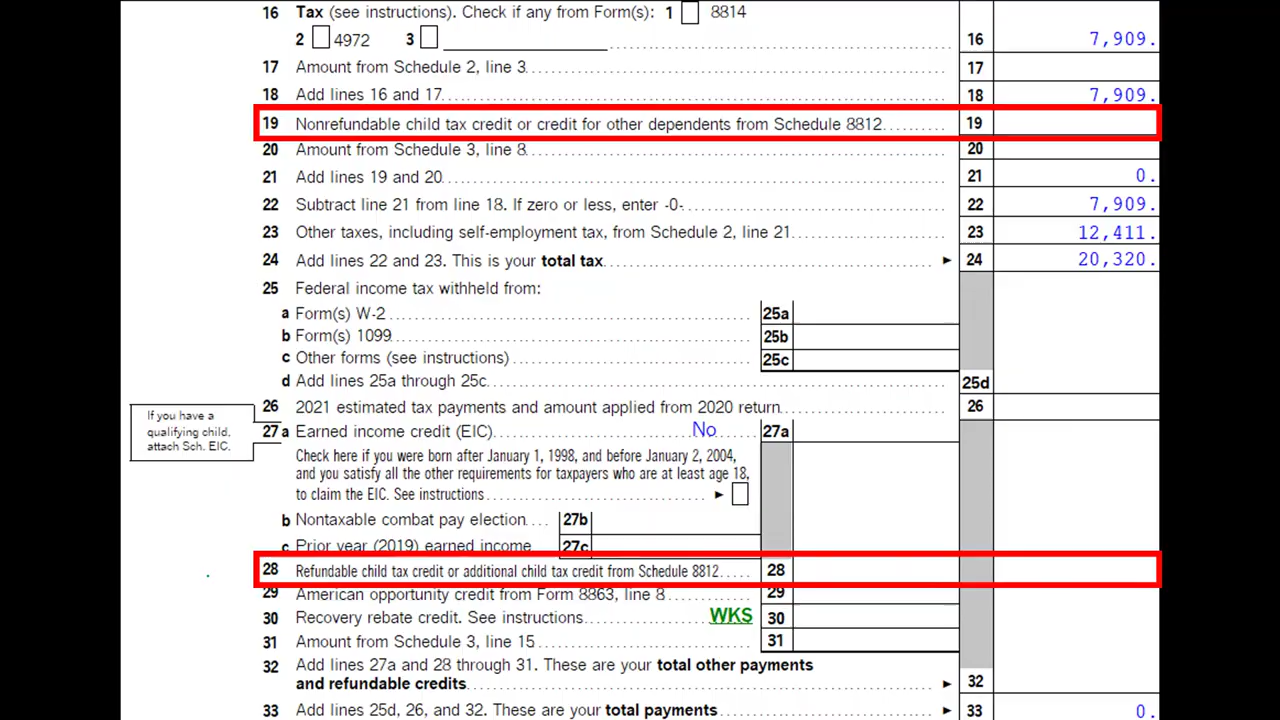 16 Tax (see instructions). Check if any from Form(s): 1 8814
2 4972 3 16 7,909.
17 Amount from Schedule 2, line 3 17
18 Add lines 16 and 17 18 7,909.
19 Nonrefundable child tax credit or credit for other dependents from Schedule 8812 19
20 Amount from Schedule 3, line 8 20
21 Add lines 19 and 20 21 0.
22 Subtract line 21 from line 18. If zero or less, enter -0- 22 7,909.
23 Other taxes, including self-employment tax, from Schedule 2, line 21 23 12,411.
24 Add lines 22 and 23. This is your total tax ► 24 20,320.
25 Federal income tax withheld from:
a Form(s) W-2 25a
b Form(s) 1099 25b
c Other forms (see instructions) 25c
d Add lines 25a through 25c 25d
26 2021 estimated tax payments and amount applied from 2020 return 26
If you have a
qualifying child,
attach Sch. EIC.
27a Earned income credit (EIC) No 27a
Check here if you were born after January 1, 1998, and before January 2, 2004,
and you satisfy all the other requirements for taxpayers who are at least age 18,
to claim the EIC. See instructions ►
b Nontaxable combat pay election 27b
c Prior year (2019) earned income 27c
28 Refundable child tax credit or additional child tax credit from Schedule 8812 28
29 American opportunity credit from Form 8863, line 8 29
30 Recovery rebate credit. See instructions WKS 30
31 Amount from Schedule 3, line 15 31
32 Add lines 27a and 28 through 31. These are your total other payments
and refundable credits ► 32
33 Add lines 25d, 26, and 32. These are your total payments ► 33 0.